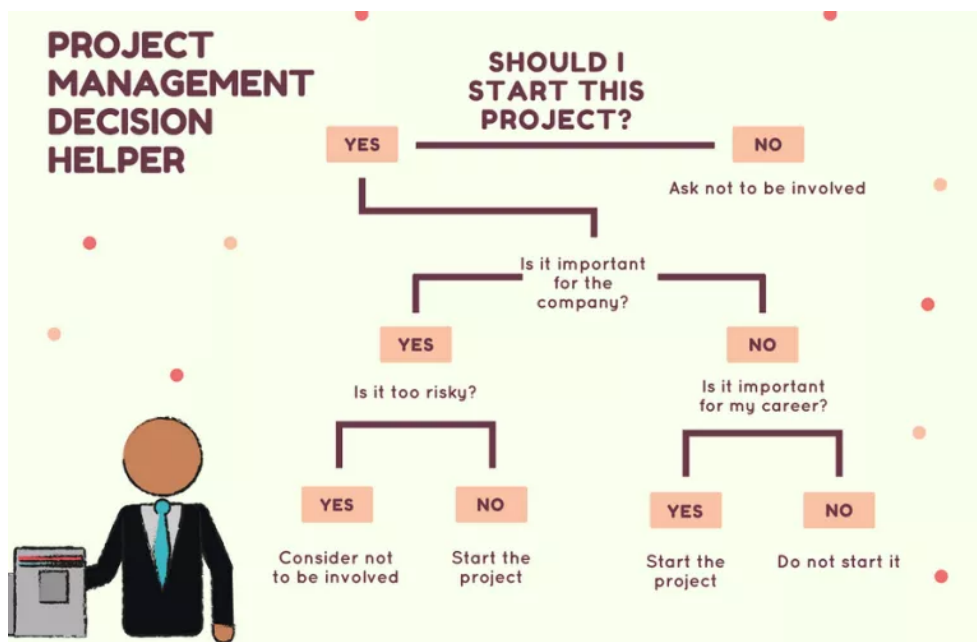 PROJECT
MANAGEMENT
DECISION
HELPER
SHOULD I
START THIS
PROJECT?
YES
NO
Ask not to be involved
Is it important
for the
company?
YES
NO
Is it too risky?
Is it important
for my career?
YES
NO
YES
NO
Consider not
to be involved
Start the
project
Start the
project
Do not start it